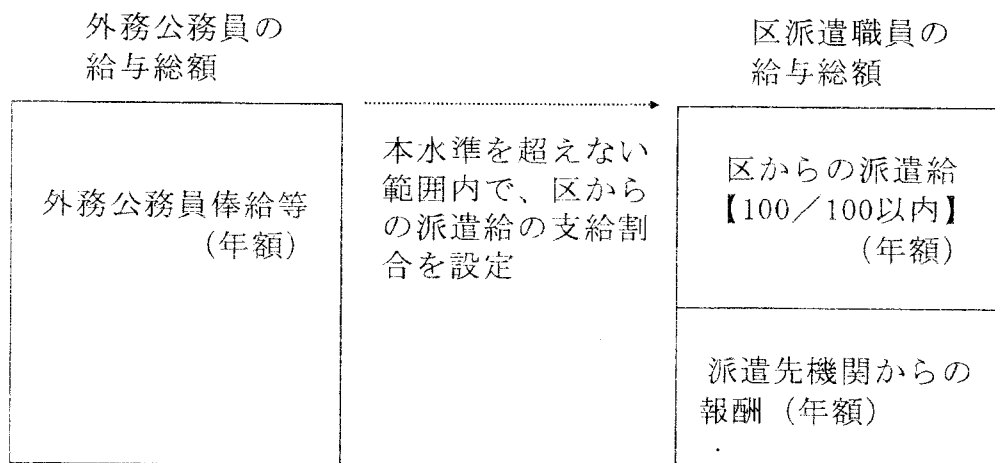 外務公務員の
給与総額
区派遣職員の
給与総額
外務公務員俸給等
（年額）
本水準を超えない
範囲内で、区から
の派遣給の支給割
合を設定
区からの派遣給
【100／100以内】
（年額）
派遣先機関からの
報酬（年額）